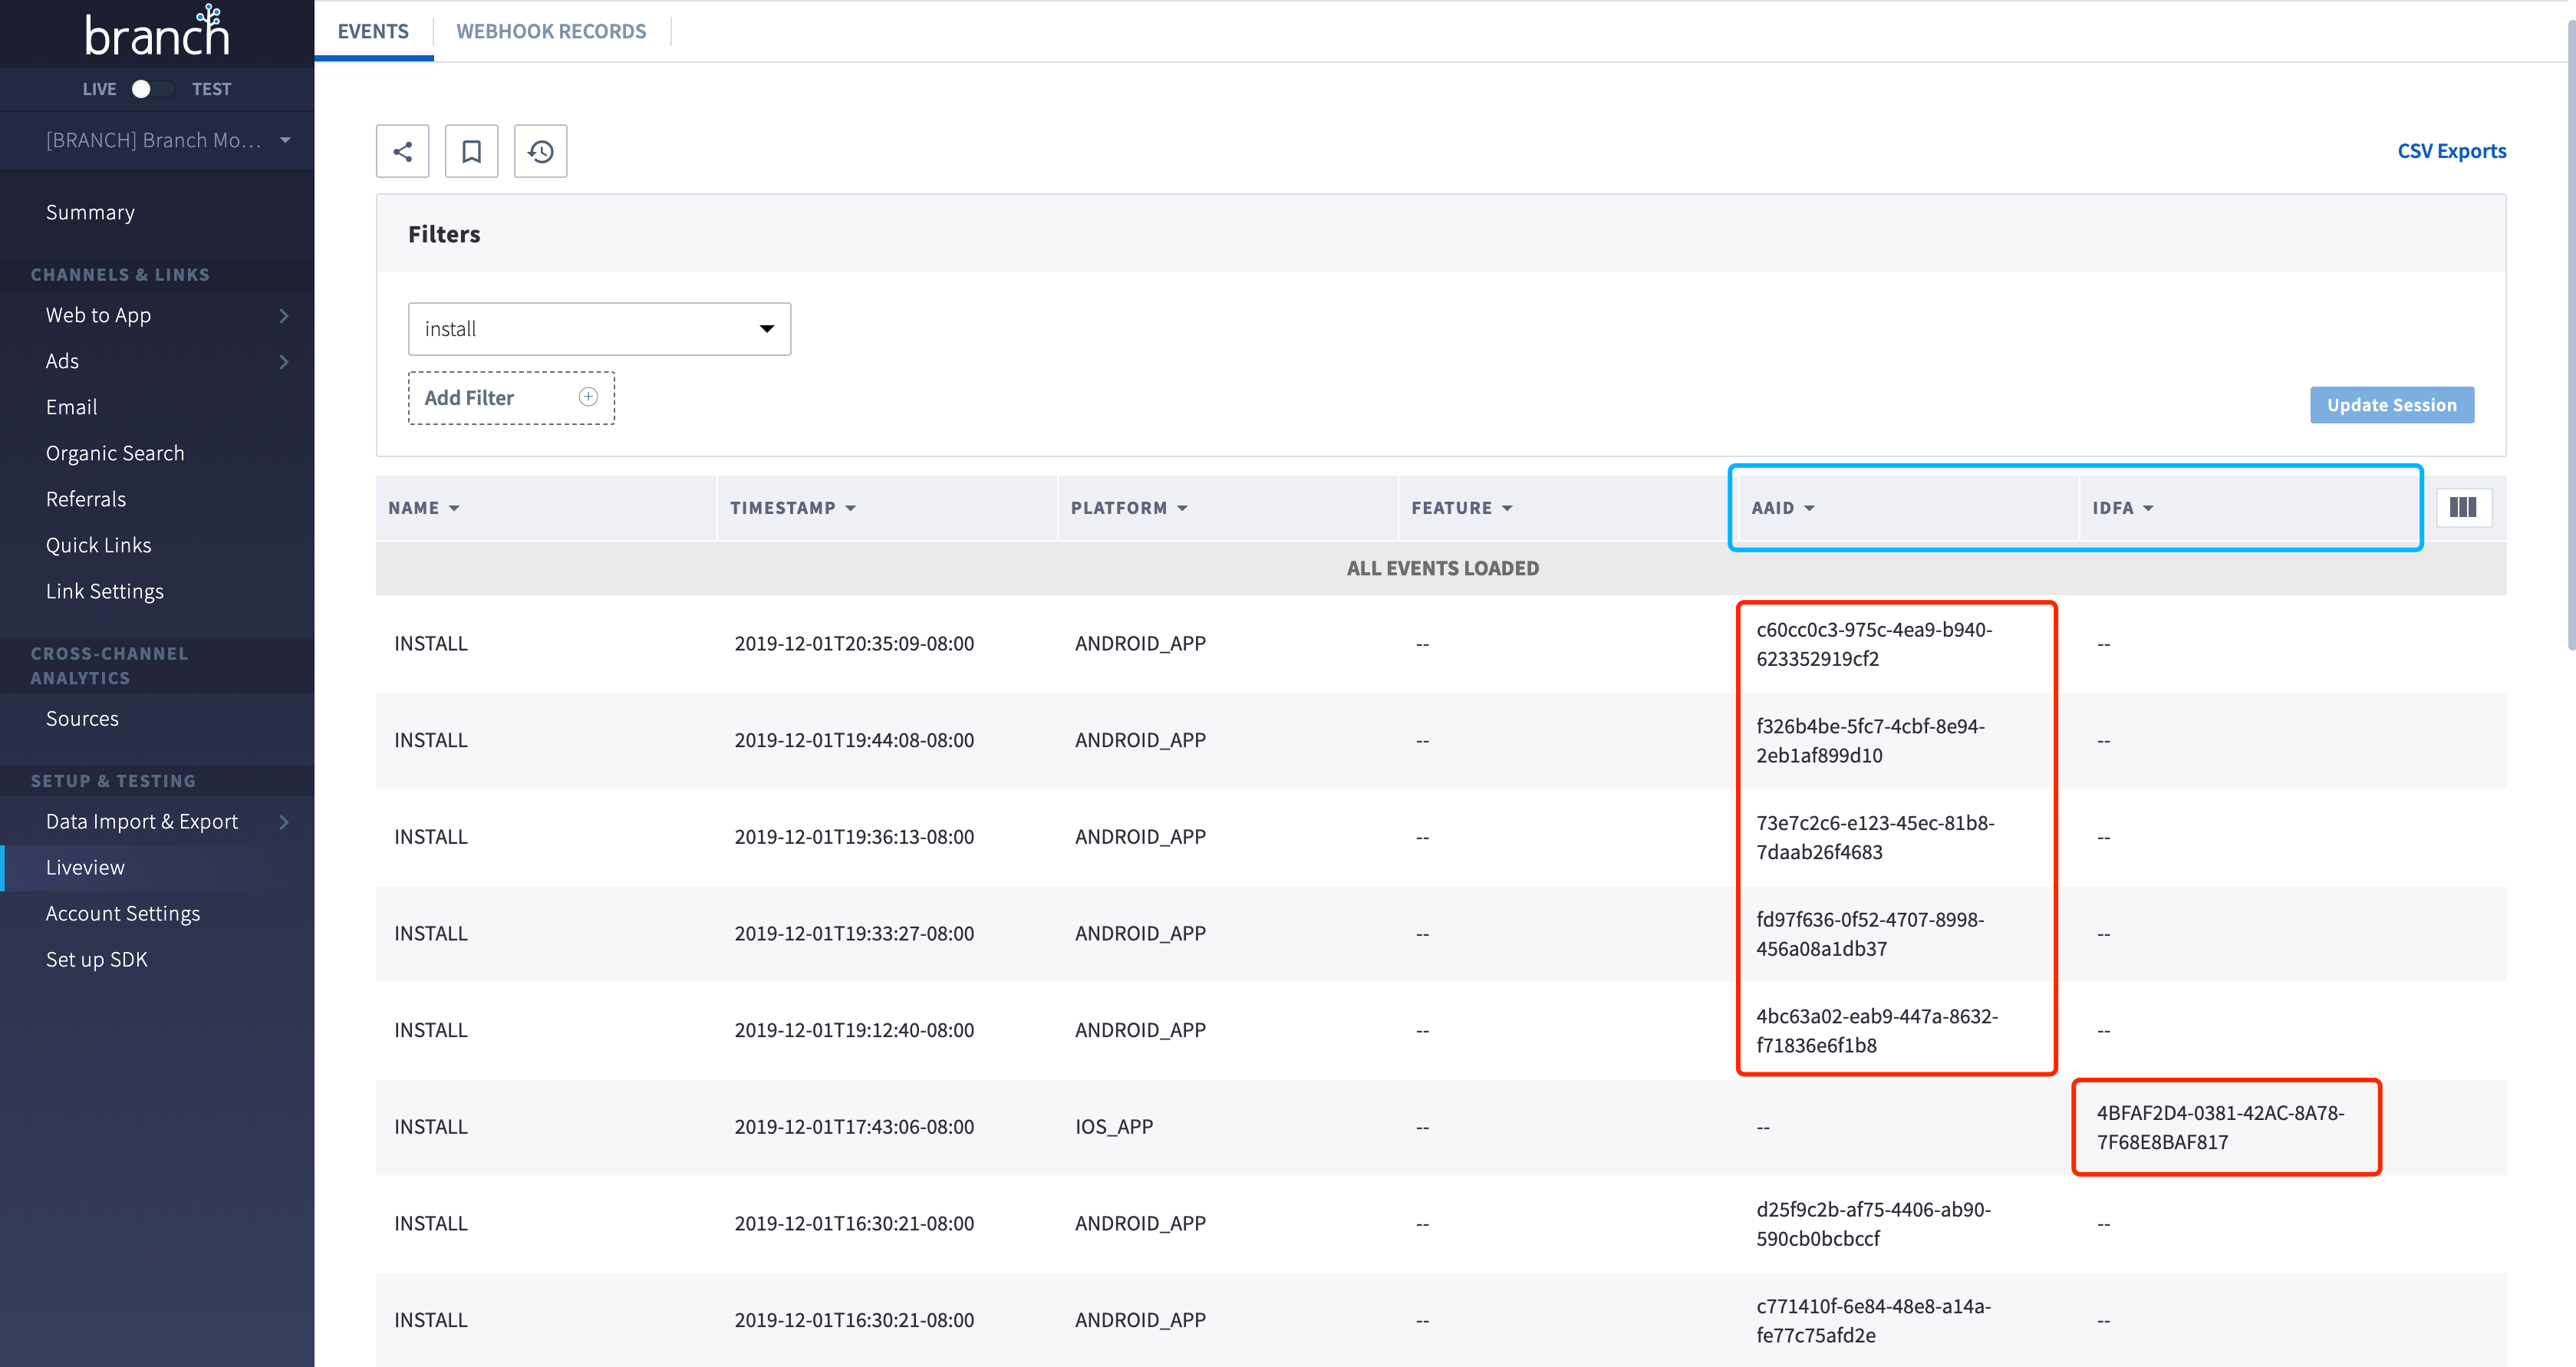 branch
LIVE TEST
[BRANCH] Branch Mo...
Summary
CHANNELS & LINKS
Web to App
Ads
Email
Organic Search
Referrals
Quick Links
Link Settings
CROSS-CHANNEL
ANALYTICS
Sources
SETUP & TESTING
Data Import & Export
Liveview
Account Settings
Set up SDK
EVENTS WEBHOOK RECORDS
CSV Exports
Filters
install
Add Filter
Update Session
NAME TIMESTAMP PLATFORM FEATURE AAID IDFA
ALL EVENTS LOADED
INSTALL 2019-12-01T20:35:09-08:00 ANDROID_APP -- c60cc0c3-975c-4ea9-b940- --
623352919cf2
INSTALL 2019-12-01T19:44:08-08:00 ANDROID_APP -- f326b4be-5fc7-4cbf-8e94- --
2eb1af899d10
INSTALL 2019-12-01T19:36:13-08:00 ANDROID_APP -- 73e7c2c6-e123-45ec-81b8- --
7daab26f4683
INSTALL 2019-12-01T19:33:27-08:00 ANDROID_APP -- fd97f636-0f52-4707-8998- --
456a08a1db37
INSTALL 2019-12-01T19:12:40-08:00 ANDROID_APP -- 4bc63a02-eab9-447a-8632- --
f71836e6f1b8
INSTALL 2019-12-01T17:43:06-08:00 IOS_APP -- -- 4BFAF2D4-0381-42AC-8A78-
7F68E8BAF817
INSTALL 2019-12-01T16:30:21-08:00 ANDROID_APP -- d25f9c2b-af75-4406-ab90- --
590cb0bcbccf
INSTALL 2019-12-01T16:30:21-08:00 ANDROID_APP -- c771410f-6e84-48e8-a14a- --
fe77c75afd2e